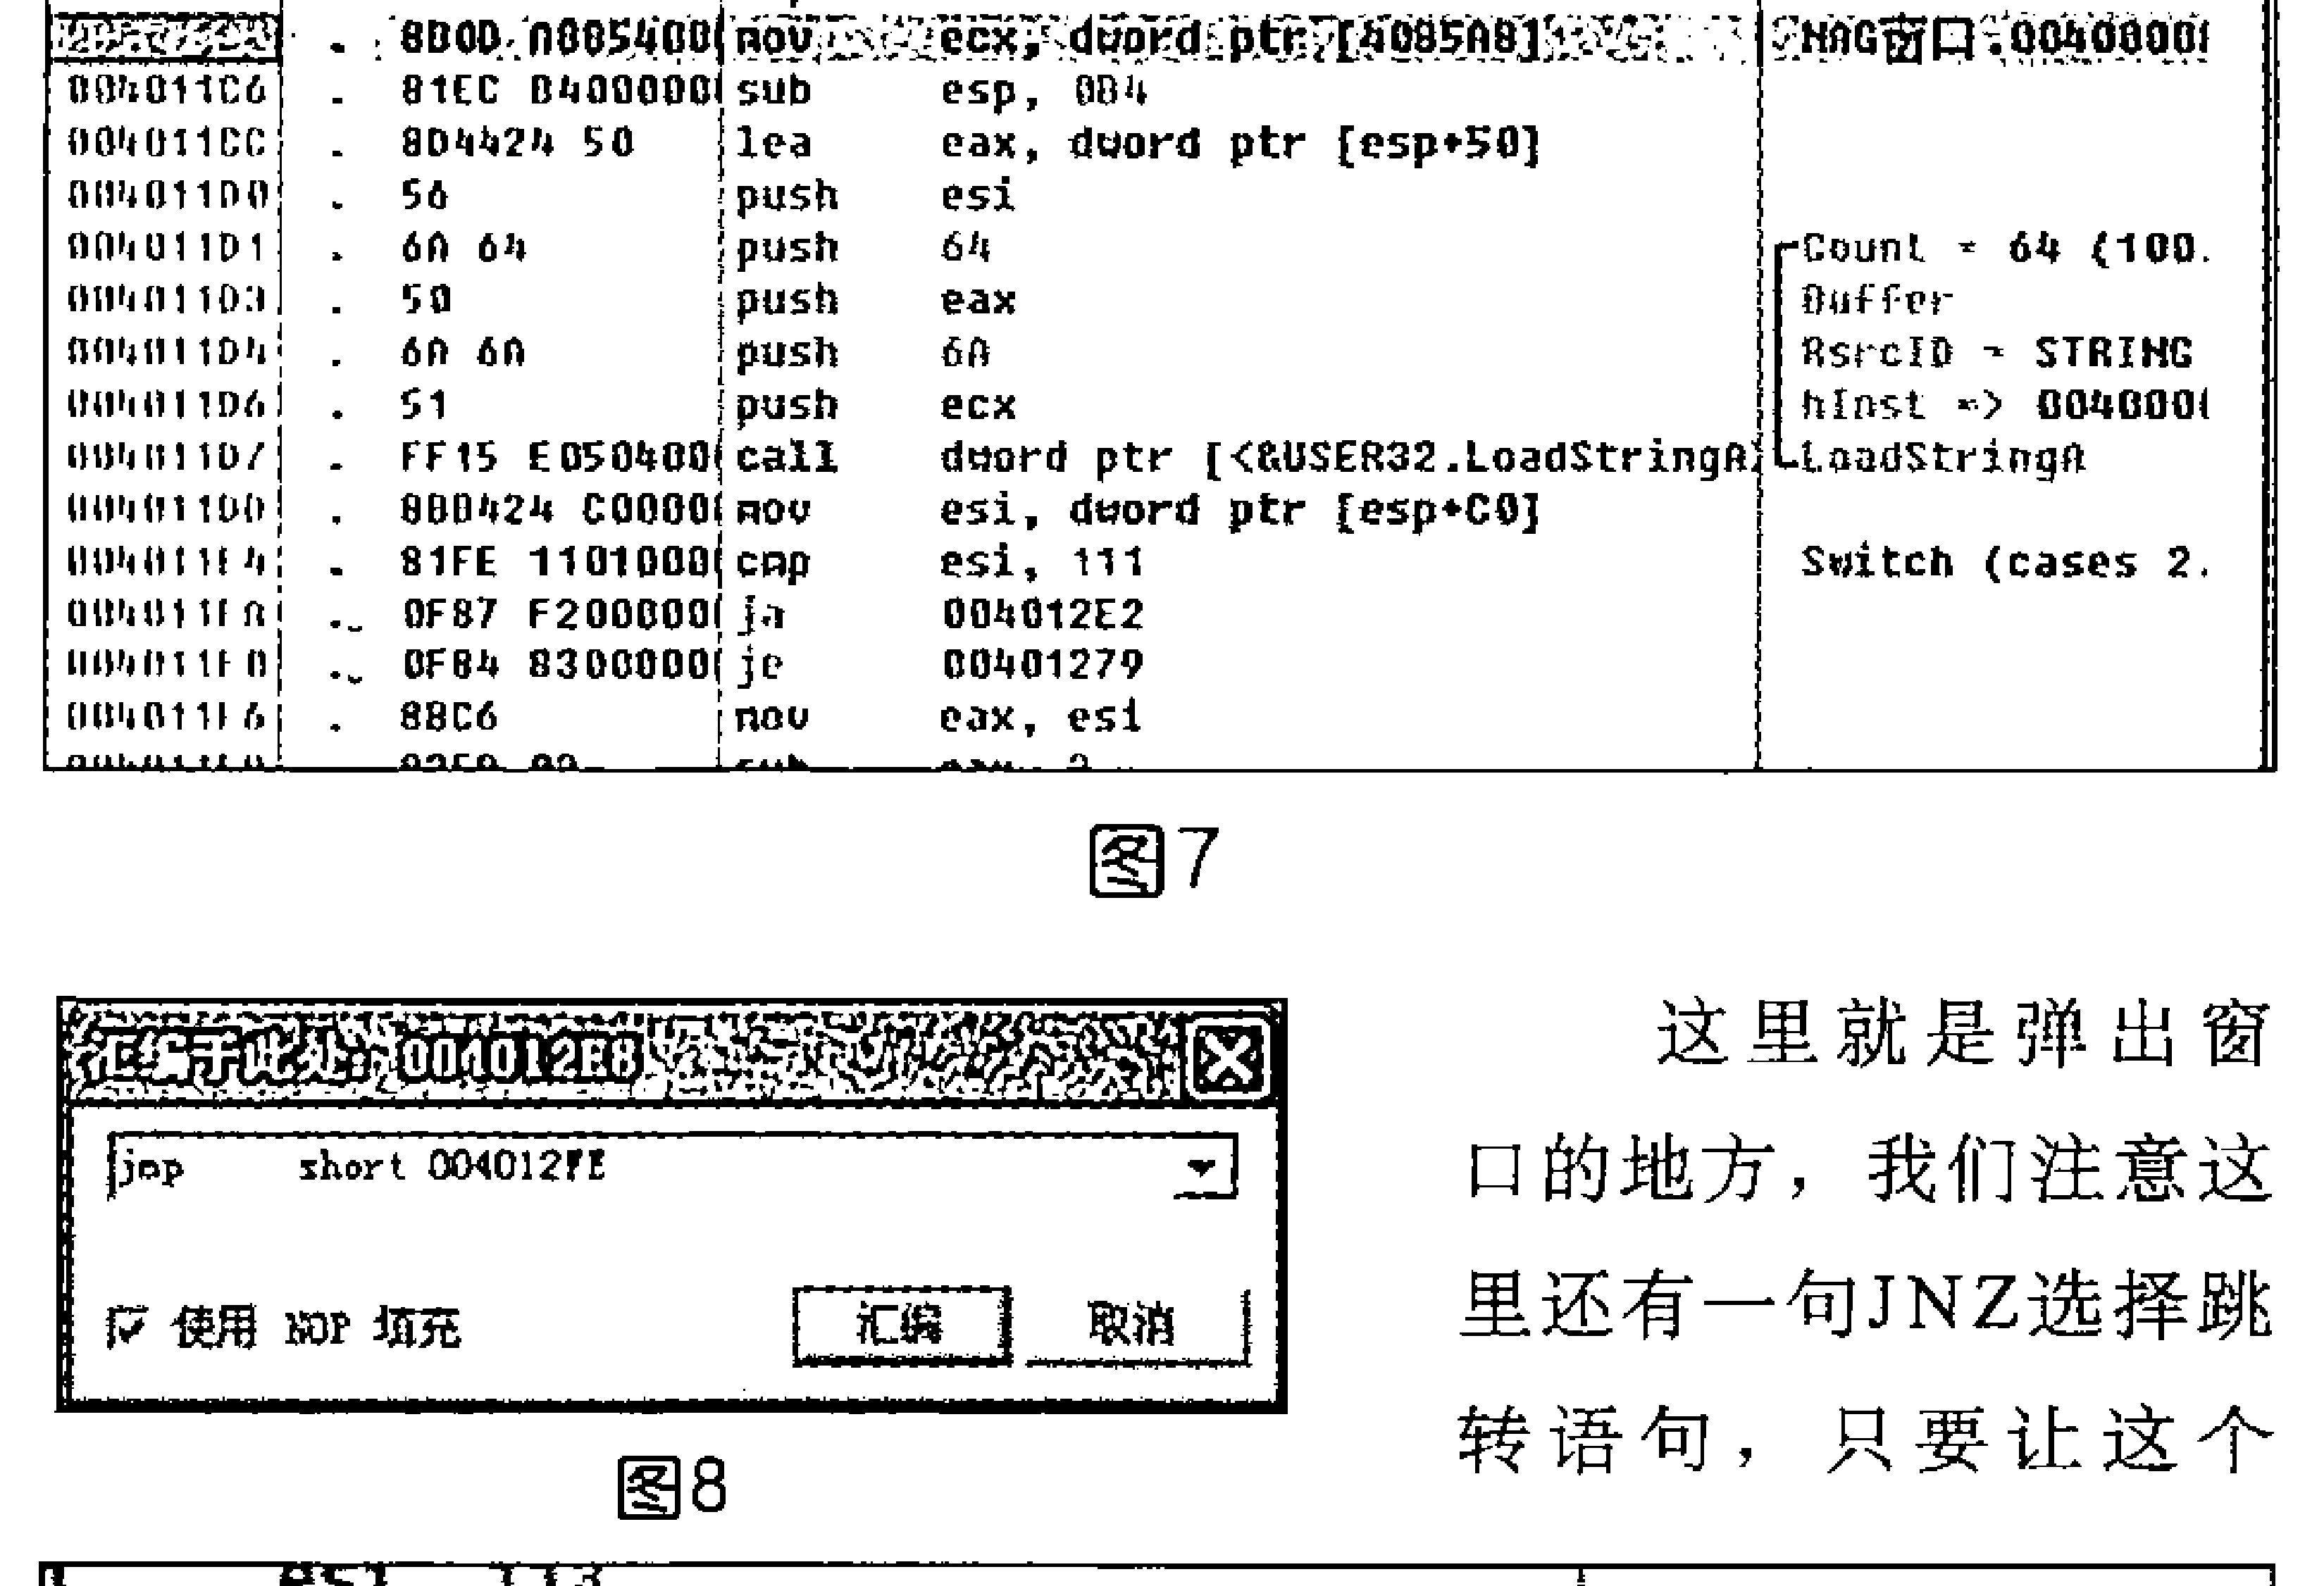 8B0D A0854000 mov ecx, dword ptr [4085A8] NAG窗口.00400000
004011C6 . 81EC B4000000 sub esp, 0B4
004011CC . 8D4424 50 lea eax, dword ptr [esp+50]
004011D0 . 56 push esi
004011D1 . 6A 64 push 64 Count = 64 (100.
004011D3 . 50 push eax Buffer
004011D4 . 6A 6A push 6A RsrcID = STRING
004011D6 . 51 push ecx hInst => 0040000
004011D7 . FF15 E0504000 call dword ptr [<&USER32.LoadStringA LoadStringA
004011DD . 8BB424 C00000 mov esi, dword ptr [esp+C0]
004011E4 . 81FE 11010000 cmp esi, 111 Switch (cases 2.
004011EA . 0F87 F2000000 ja 004012E2
004011F0 . 0F84 83000000 je 00401279
004011F6 . 8BC6 mov eax, esi
图7
汇编于此处: 004012E8
jmp short 004012FE
使用 NOP 填充 汇编 取消
图8
这里就是弹出窗
口的地方，我们注意这
里还有一句JNZ选择跳
转语句，只要让这个